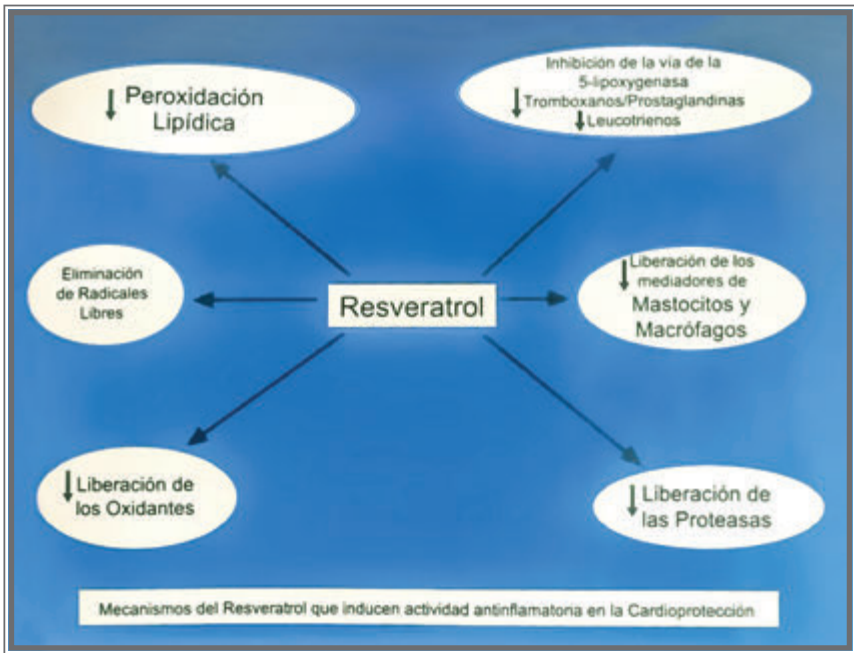 ↓ Peroxidación
Lipídica
Inhibición de la vía de la
5-lipoxygenasa
↓ Tromboxanos/Prostaglandinas
↓ Leucotrienos
Eliminación
de Radicales
Libres
Resveratrol
↓ Liberación de los
mediadores de
Mastocitos y
Macrófagos
↓ Liberación de
los Oxidantes
↓ Liberación de
las Proteasas
Mecanismos del Resveratrol que inducen actividad antinflamatoria en la Cardioprotección